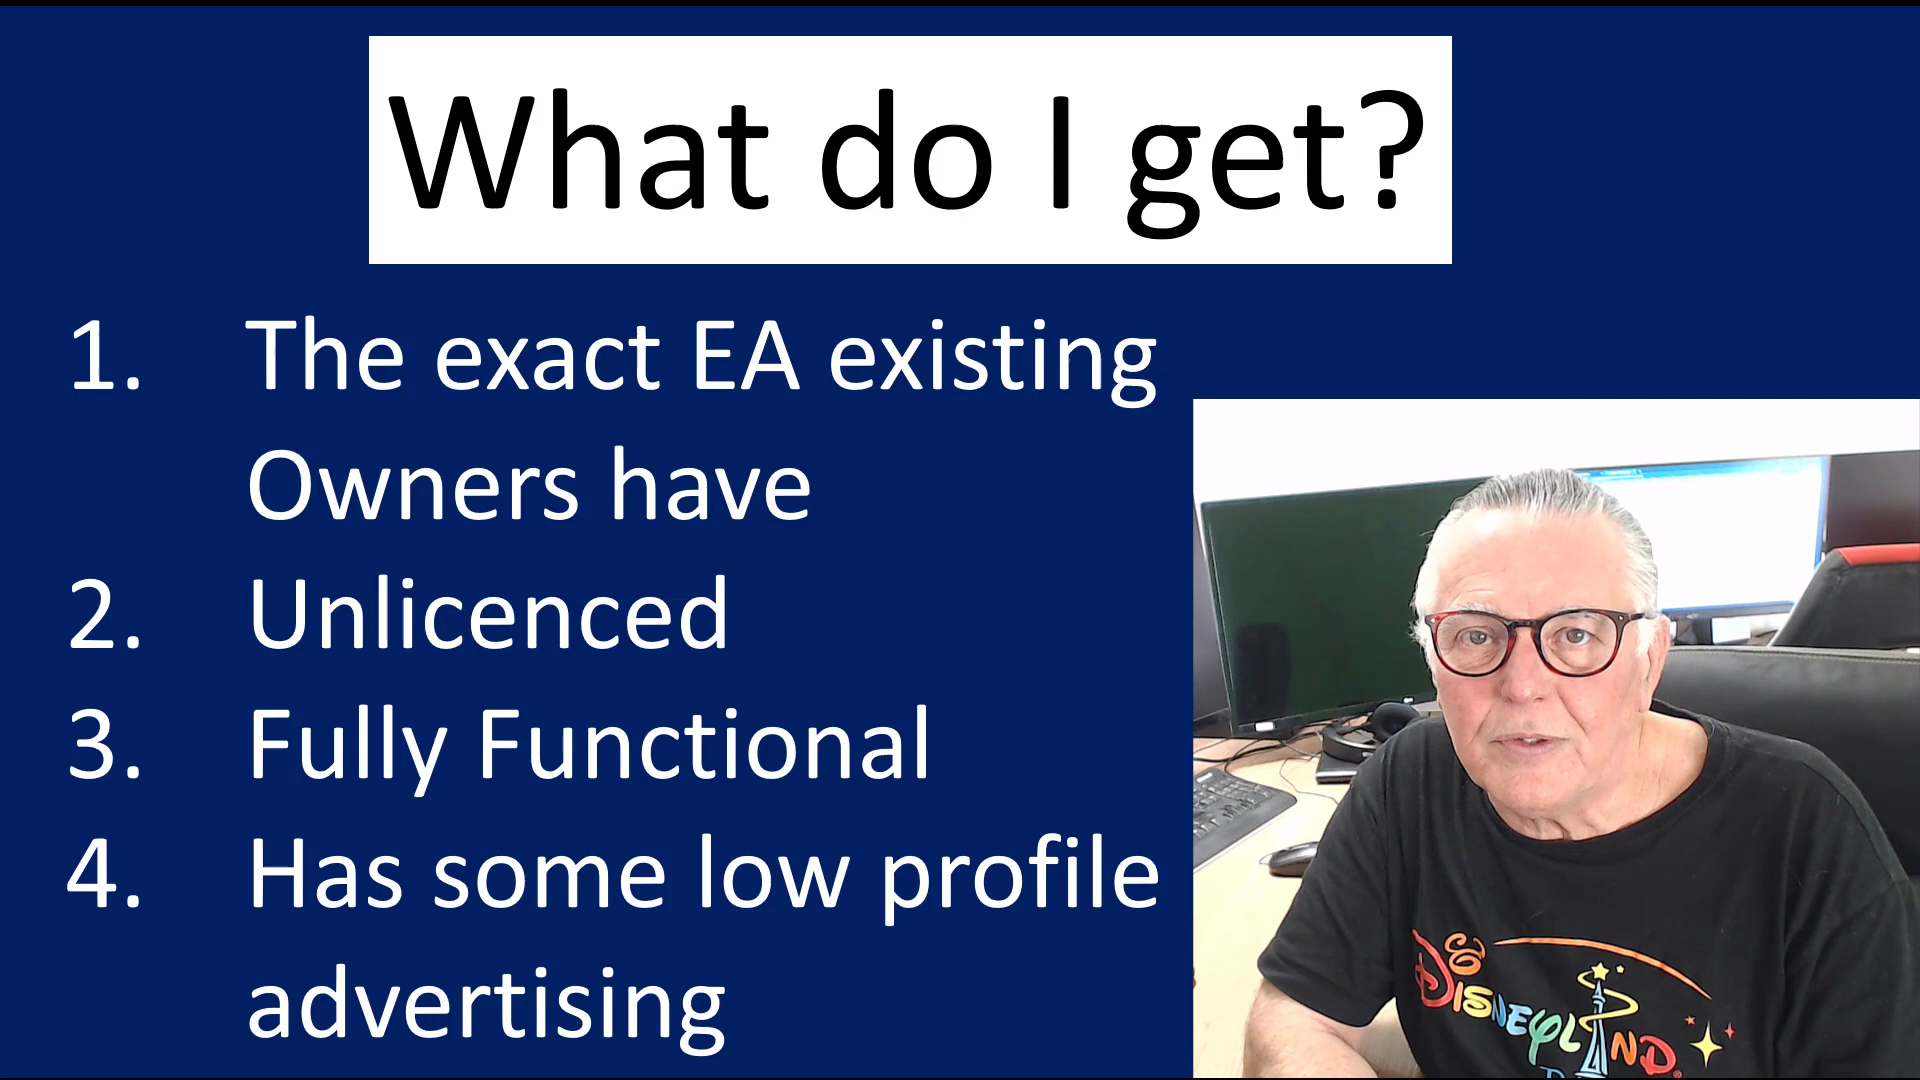 What do I get?
1. The exact EA existing
Owners have
2. Unlicenced
3. Fully Functional
4. Has some low profile
advertising
DISNEYLAND